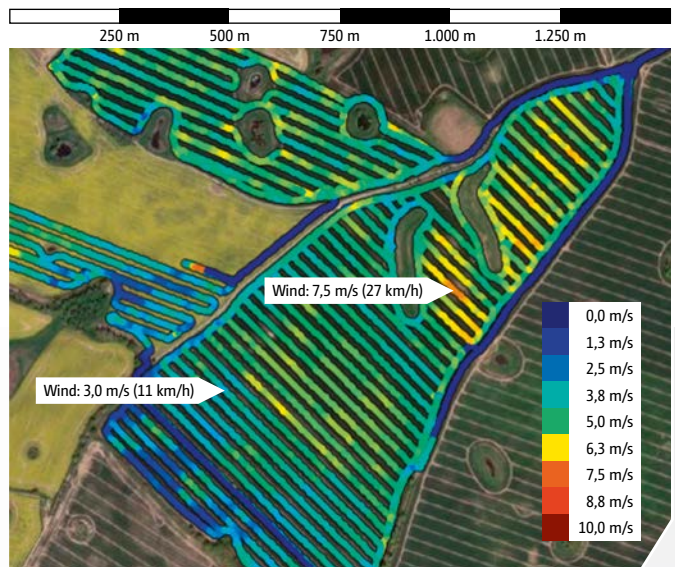 250 m 500 m 750 m 1.000 m 1.250 m
Wind: 7,5 m/s (27 km/h)
Wind: 3,0 m/s (11 km/h)
0,0 m/s
1,3 m/s
2,5 m/s
3,8 m/s
5,0 m/s
6,3 m/s
7,5 m/s
8,8 m/s
10,0 m/s